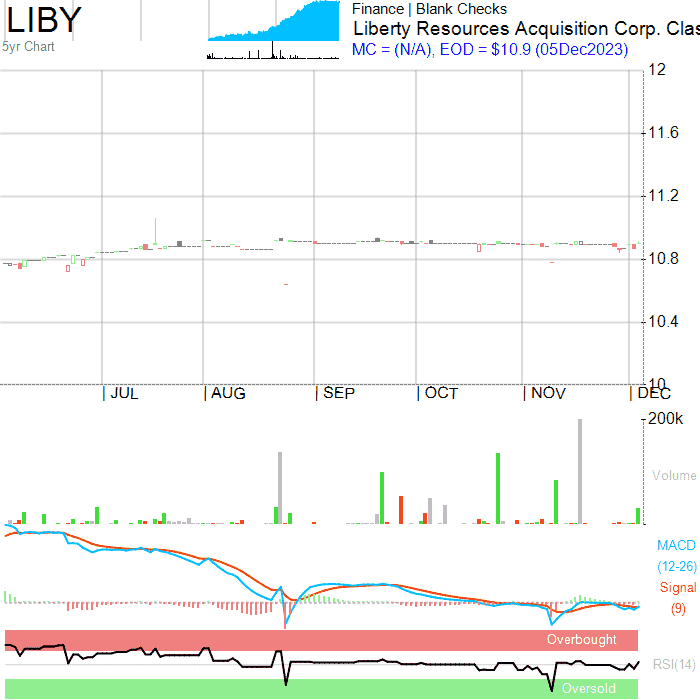 LIBY
5yr Chart
Finance | Blank Checks
Liberty Resources Acquisition Corp. Clas
MC = (N/A), EOD = $10.9 (05Dec2023)
12
11.6
11.2
10.8
10.4
10
| JUL | AUG | SEP | OCT | NOV | DEC
200k
Volume
MACD
(12-26)
Signal
(9)
Overbought
RSI(14)
Oversold